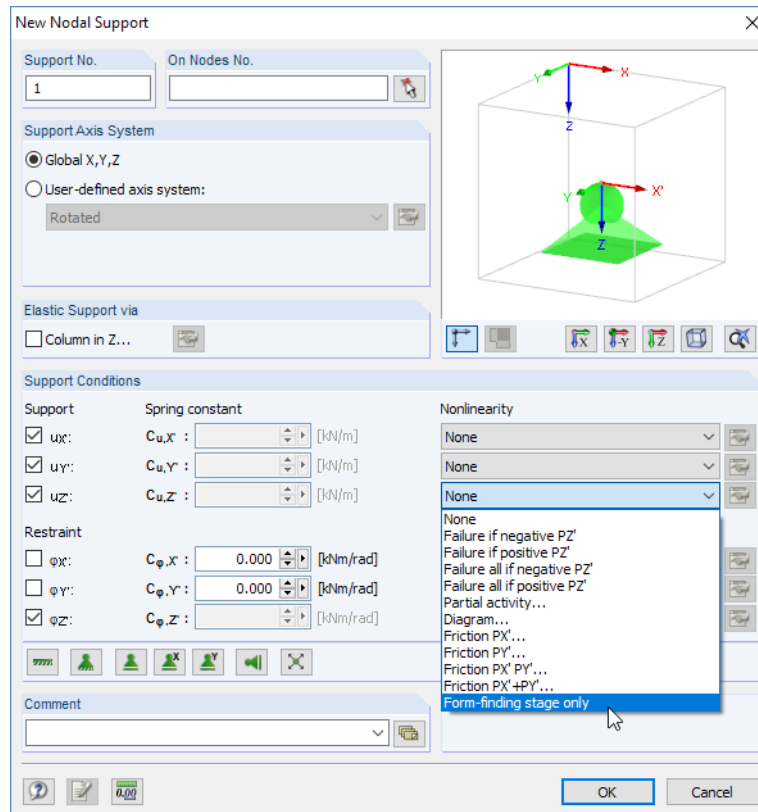 New Nodal Support
Support No.
On Nodes No.
1
Support Axis System
Global X,Y,Z
User-defined axis system:
Rotated
Y X
Z
Y' X'
Z
Elastic Support via
Column in Z...
X -Y Z
Support Conditions
Support Spring constant Nonlinearity
uX': Cu,X' : [kN/m] None
uY': Cu,Y' : [kN/m] None
uZ': Cu,Z' : [kN/m] None
None
Failure if negative PZ'
Failure if positive PZ'
Failure all if negative PZ'
Failure all if positive PZ'
Partial activity...
Diagram...
Friction PX'...
Friction PY'...
Friction PX' PY'...
Friction PX'+PY'...
Form-finding stage only
Restraint
φX': Cφ,X' : 0.000 [kNm/rad]
φY': Cφ,Y' : 0.000 [kNm/rad]
φZ': Cφ,Z' : [kNm/rad]
X Y
Comment
0.00
OK Cancel